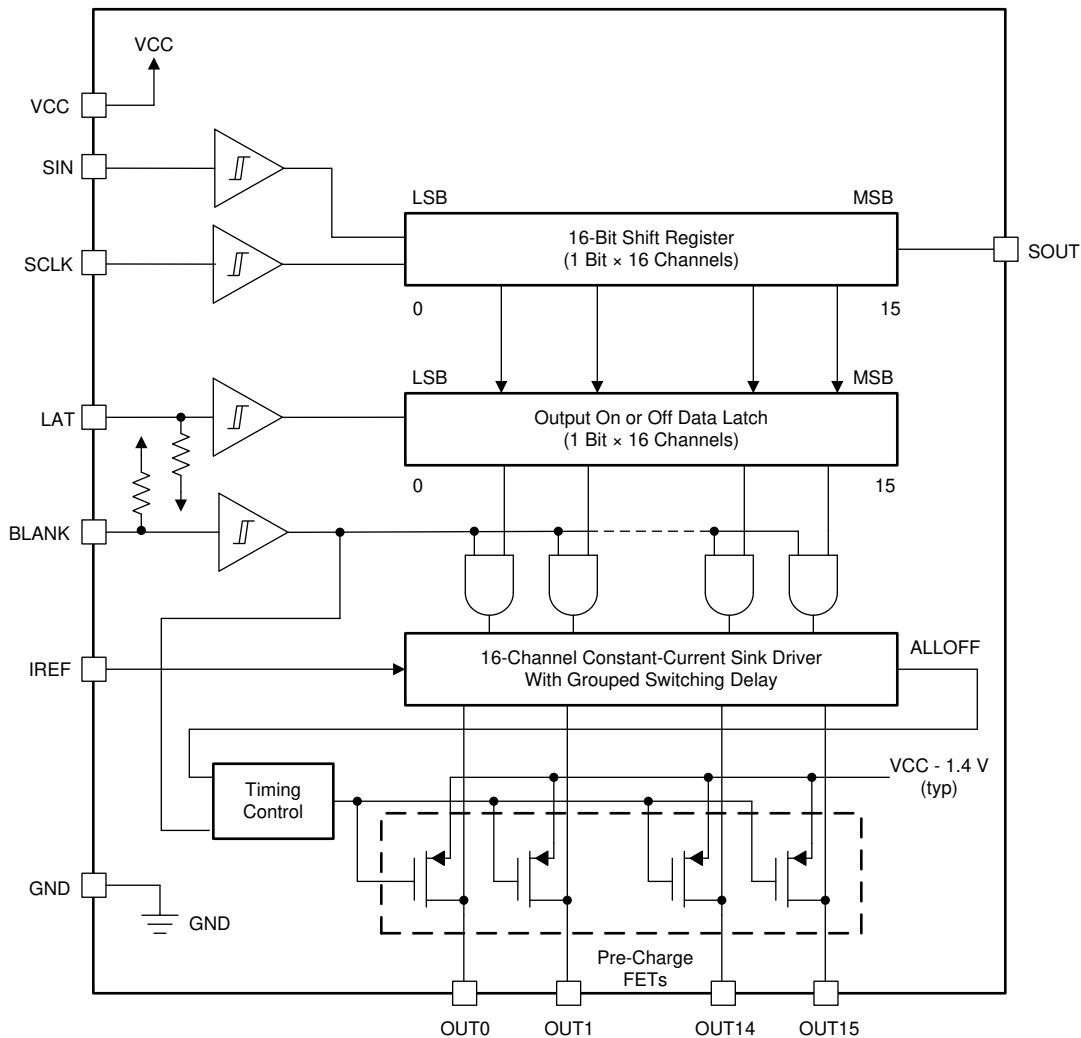 VCC
VCC
SIN
LSB
MSB
16-Bit Shift Register
(1 Bit × 16 Channels)
SCLK
SOUT
0
15
LSB
MSB
LAT
Output On or Off Data Latch
(1 Bit × 16 Channels)
0
15
BLANK
IREF
16-Channel Constant-Current Sink Driver
With Grouped Switching Delay
ALLOFF
Timing
Control
VCC - 1.4 V
(typ)
GND
GND
Pre-Charge
FETs
OUT0
OUT1
OUT14
OUT15